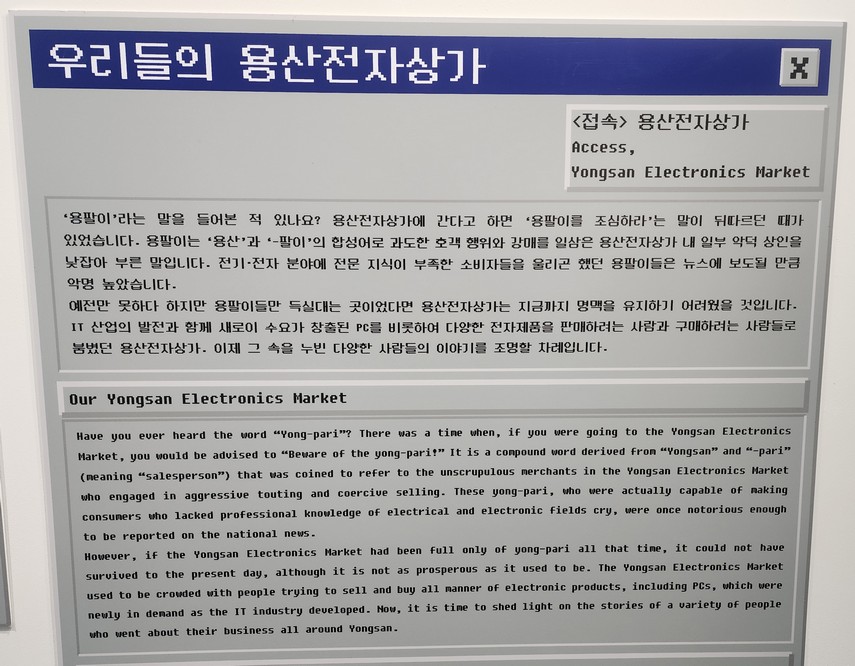 우리들의 용산전자상가
X
<접속> 용산전자상가
Access,
Yongsan Electronics Market
‘용팔이’라는 말을 들어본 적 있나요? 용산전자상가에 간다고 하면 ‘용팔이를 조심하라’는 말이 뒤따르던 때가
있었습니다. 용팔이는 ‘용산’과 ‘-팔이’의 합성어로 과도한 호객 행위와 강매를 일삼은 용산전자상가 내 일부 악덕 상인을
낮잡아 부른 말입니다. 전기·전자 분야에 전문 지식이 부족한 소비자들을 울리곤 했던 용팔이들은 뉴스에 보도될 만큼
악명 높았습니다.
예전만 못하다 하지만 용팔이들만 득실대는 곳이었다면 용산전자상가는 지금까지 명맥을 유지하기 어려웠을 것입니다.
IT 산업의 발전과 함께 새로이 수요가 창출된 PC를 비롯하여 다양한 전자제품을 판매하려는 사람과 구매하려는 사람들로
붐볐던 용산전자상가. 이제 그 속을 누빈 다양한 사람들의 이야기를 조명할 차례입니다.
Our Yongsan Electronics Market
Have you ever heard the word “Yong-pari”? There was a time when, if you were going to the Yongsan Electronics
Market, you would be advised to “Beware of the yong-pari!” It is a compound word derived from “Yongsan” and “-pari”
(meaning “salesperson”) that was coined to refer to the unscrupulous merchants in the Yongsan Electronics Market
who engaged in aggressive touting and coercive selling. These yong-pari, who were actually capable of making
consumers who lacked professional knowledge of electrical and electronic fields cry, were once notorious enough
to be reported on the national news.
However, if the Yongsan Electronics Market had been full only of yong-pari all that time, it could not have
survived to the present day, although it is not as prosperous as it used to be. The Yongsan Electronics Market
used to be crowded with people trying to sell and buy all manner of electronic products, including PCs, which were
newly in demand as the IT industry developed. Now, it is time to shed light on the stories of a variety of people
who went about their business all around Yongsan.